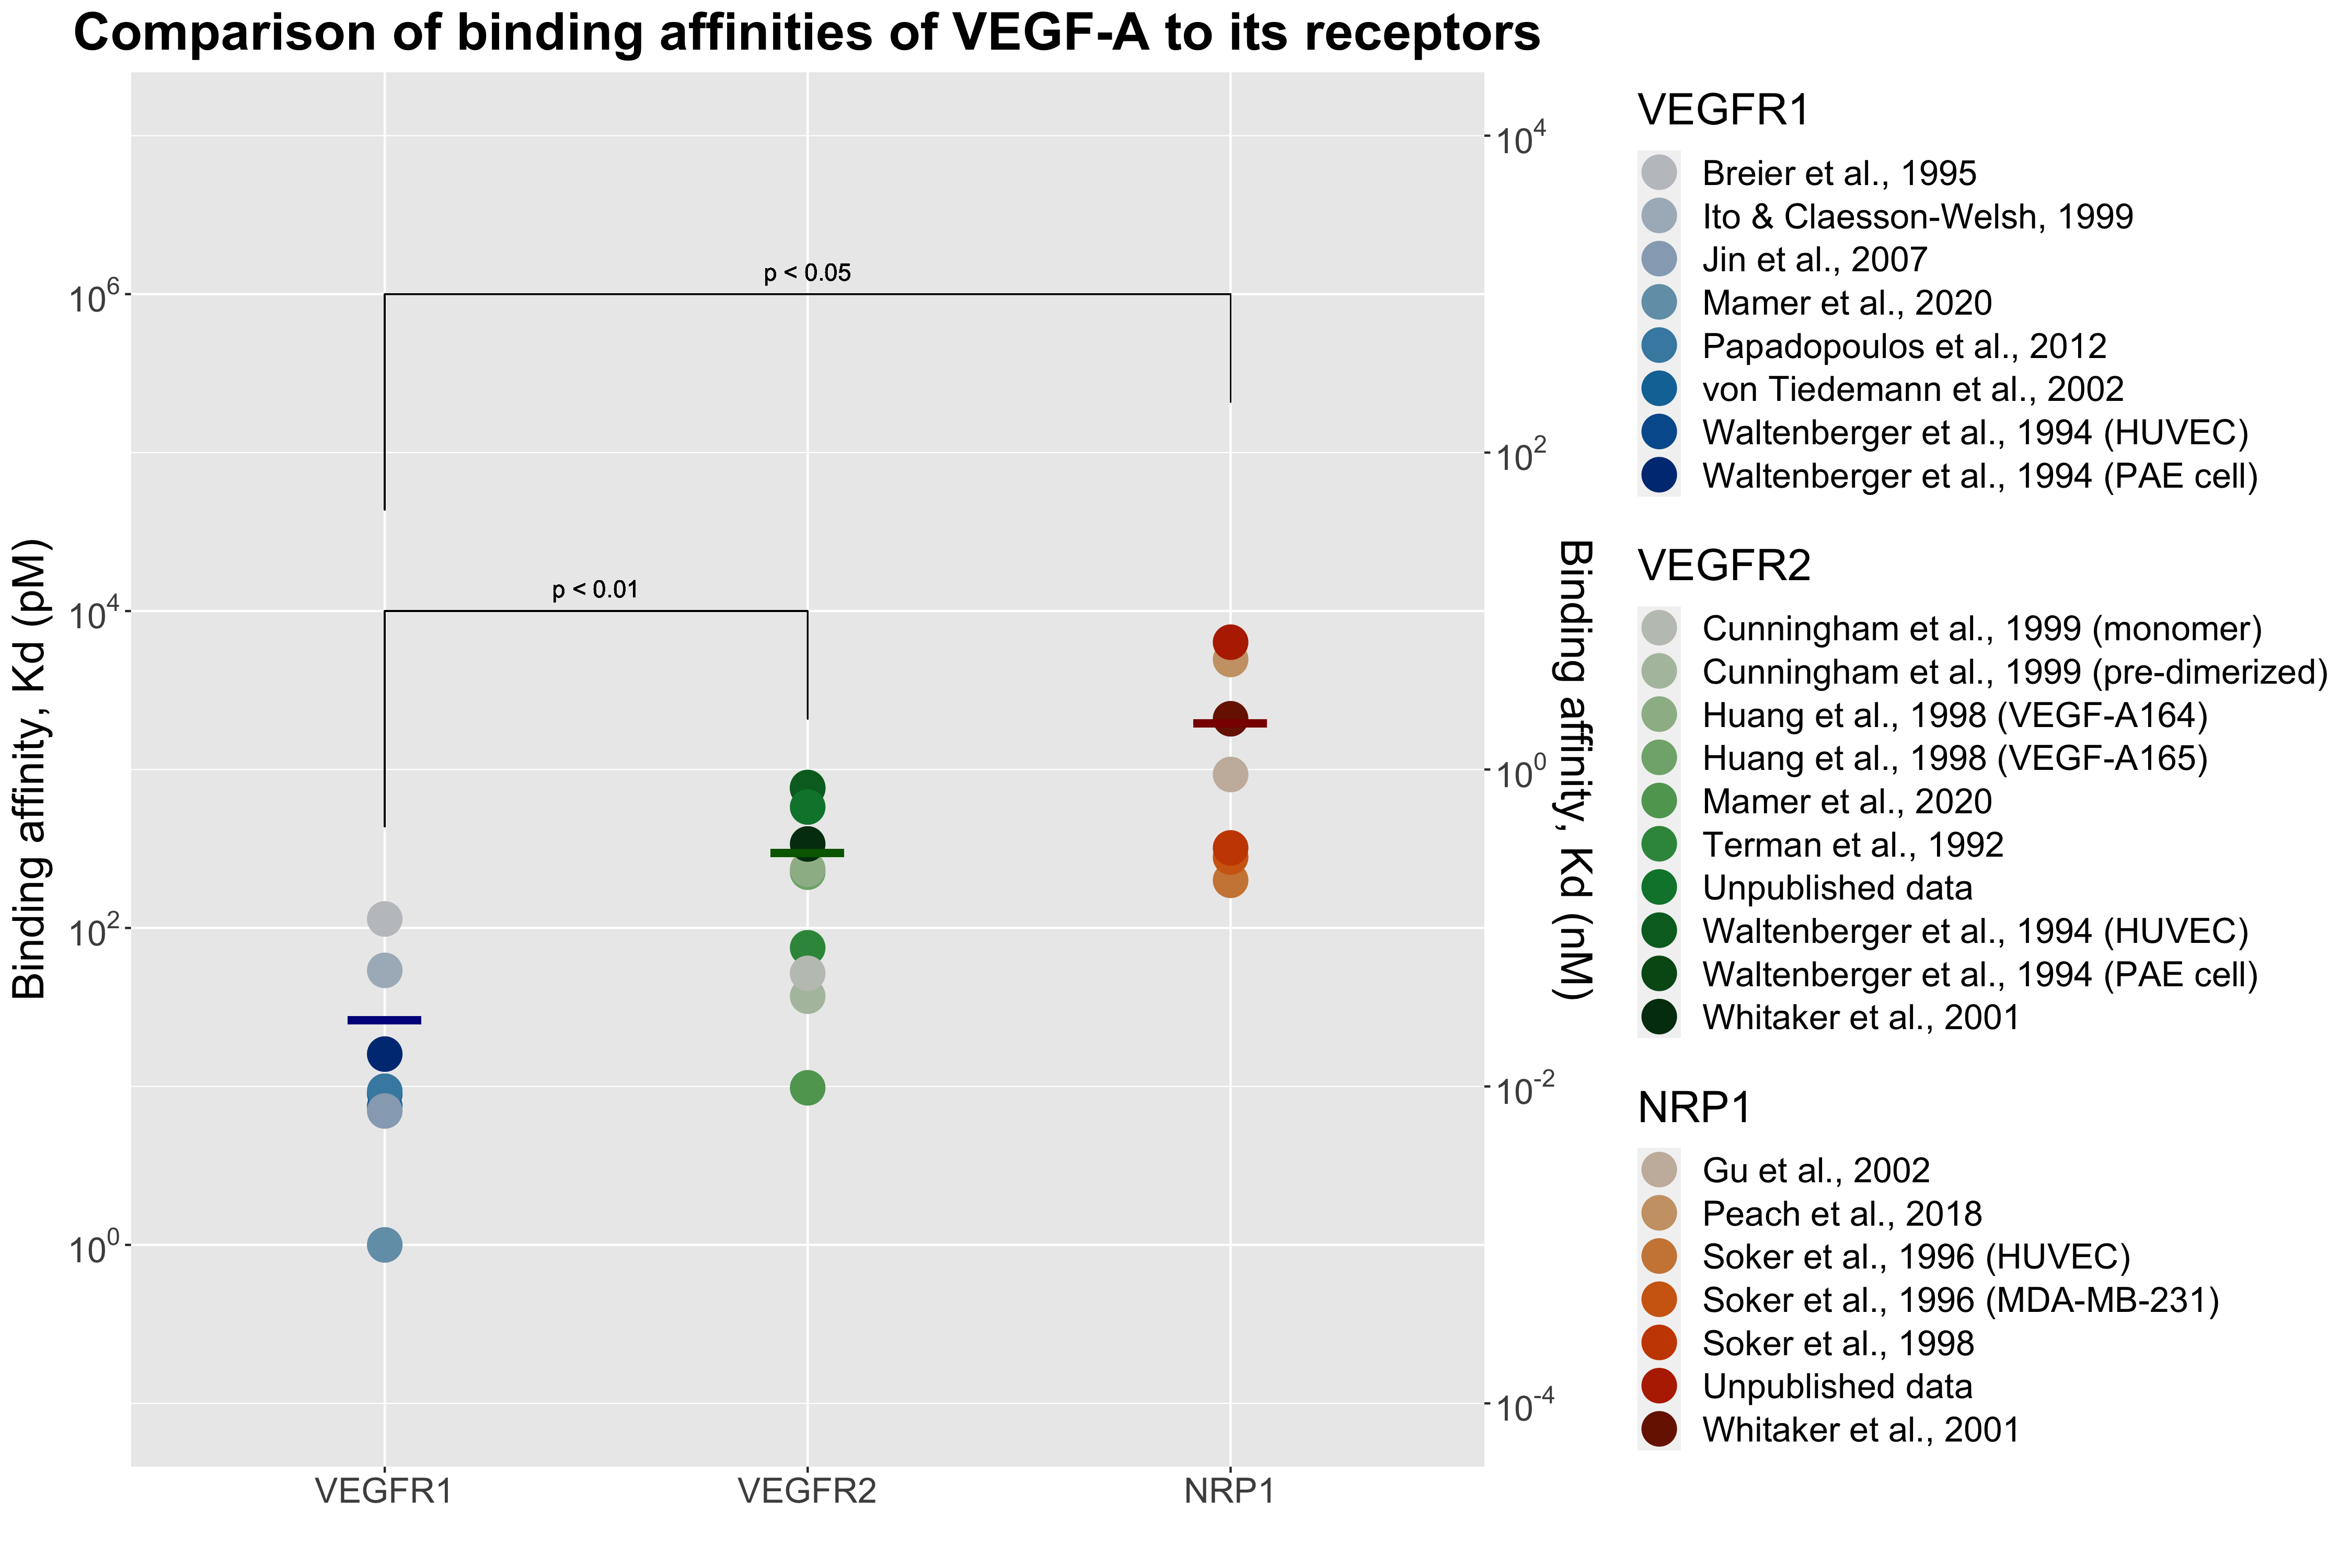 Comparison of binding affinities of VEGF-A to its receptors
Binding affinity, Kd (pM)
10^6
10^4
10^2
10^0
p < 0.05
p < 0.01
VEGFR1
VEGFR2
NRP1
10^4
10^2
10^0
10^-2
10^-4
Binding affinity, Kd (nM)
VEGFR1
Breier et al., 1995
Ito & Claesson-Welsh, 1999
Jin et al., 2007
Mamer et al., 2020
Papadopoulos et al., 2012
von Tiedemann et al., 2002
Waltenberger et al., 1994 (HUVEC)
Waltenberger et al., 1994 (PAE cell)
VEGFR2
Cunningham et al., 1999 (monomer)
Cunningham et al., 1999 (pre-dimerized)
Huang et al., 1998 (VEGF-A164)
Huang et al., 1998 (VEGF-A165)
Mamer et al., 2020
Terman et al., 1992
Unpublished data
Waltenberger et al., 1994 (HUVEC)
Waltenberger et al., 1994 (PAE cell)
Whitaker et al., 2001
NRP1
Gu et al., 2002
Peach et al., 2018
Soker et al., 1996 (HUVEC)
Soker et al., 1996 (MDA-MB-231)
Soker et al., 1998
Unpublished data
Whitaker et al., 2001